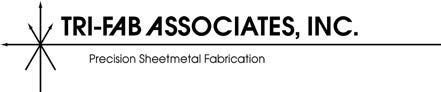 TRI-FAB ASSOCIATES, INC.
Precision Sheetmetal Fabrication